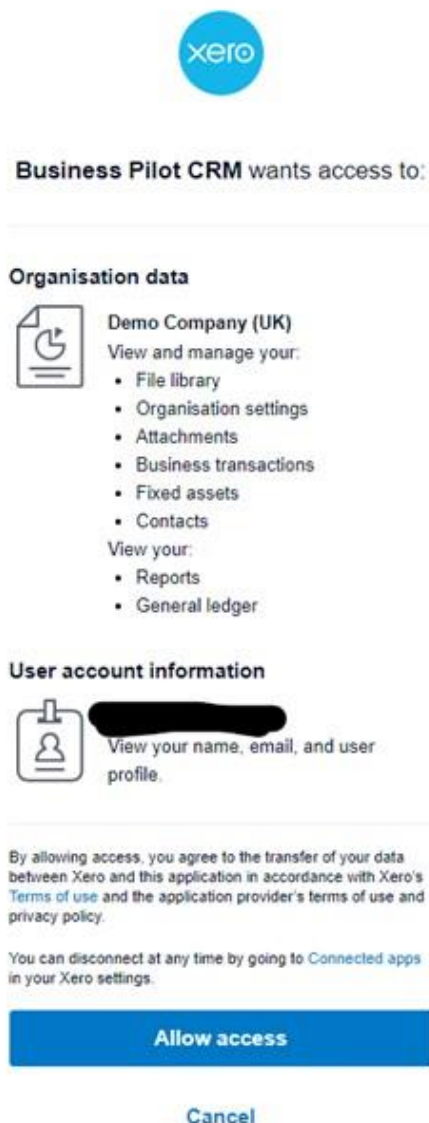 xero
Business Pilot CRM wants access to:
Organisation data
Demo Company (UK)
View and manage your:
• File library
• Organisation settings
• Attachments
• Business transactions
• Fixed assets
• Contacts
View your:
• Reports
• General ledger
User account information
View your name, email, and user
profile.
By allowing access, you agree to the transfer of your data
between Xero and this application in accordance with Xero's
Terms of use and the application provider's terms of use and
privacy policy.
You can disconnect at any time by going to Connected apps
in your Xero settings.
Allow access
Cancel